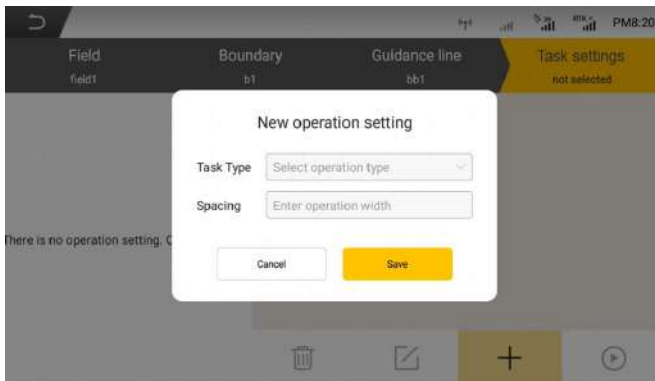 PM8:20
Field
field1
Boundary
b1
Guidance line
bb1
Task settings
not selected
New operation setting
Task Type
Select operation type
Spacing
Enter operation width
Cancel
Save
There is no operation setting. C